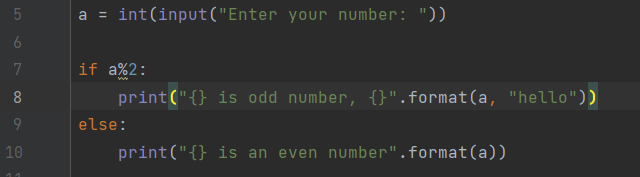 5 a = int(input("Enter your number: "))
6
7 if a%2:
8 print("{} is odd number, {}".format(a, "hello"))
9 else:
10 print("{} is an even number".format(a))